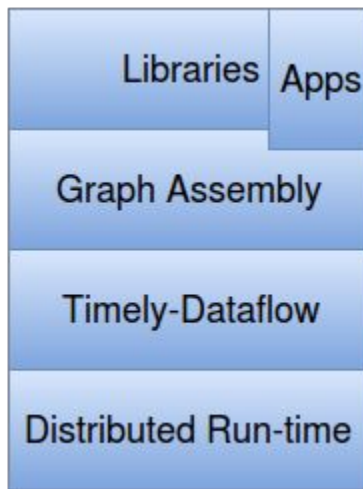 Libraries
Apps
Graph Assembly
Timely-Dataflow
Distributed Run-time